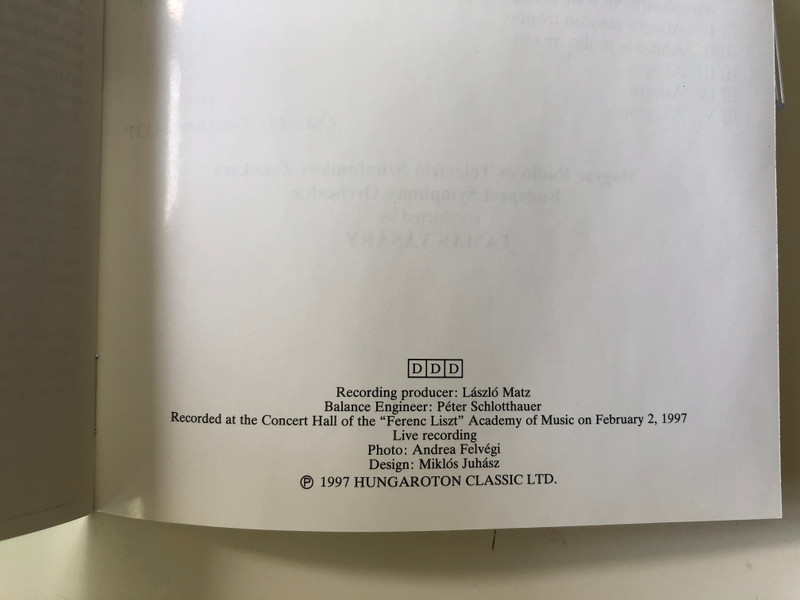 DDD
Recording producer: László Matz
Balance Engineer: Péter Schlotthauer
Recorded at the Concert Hall of the “Ferenc Liszt” Academy of Music on February 2, 1997
Live recording
Photo: Andrea Felvégi
Design: Miklós Juhász
℗ 1997 HUNGAROTON CLASSIC LTD.